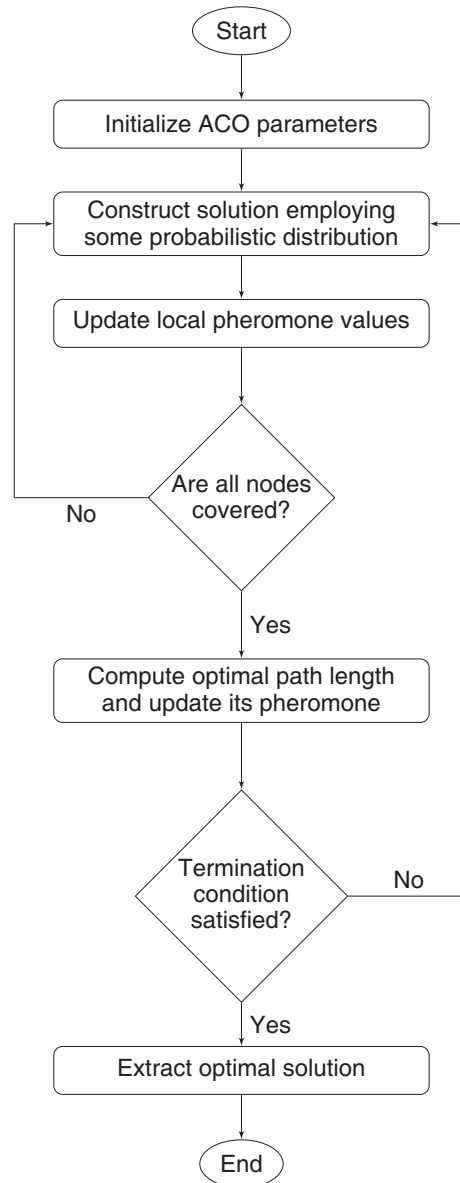 Start
Initialize ACO parameters
Construct solution employing
some probabilistic distribution
Update local pheromone values
Are all nodes
covered?
No
Yes
Compute optimal path length
and update its pheromone
Termination
condition
satisfied?
No
Yes
Extract optimal solution
End